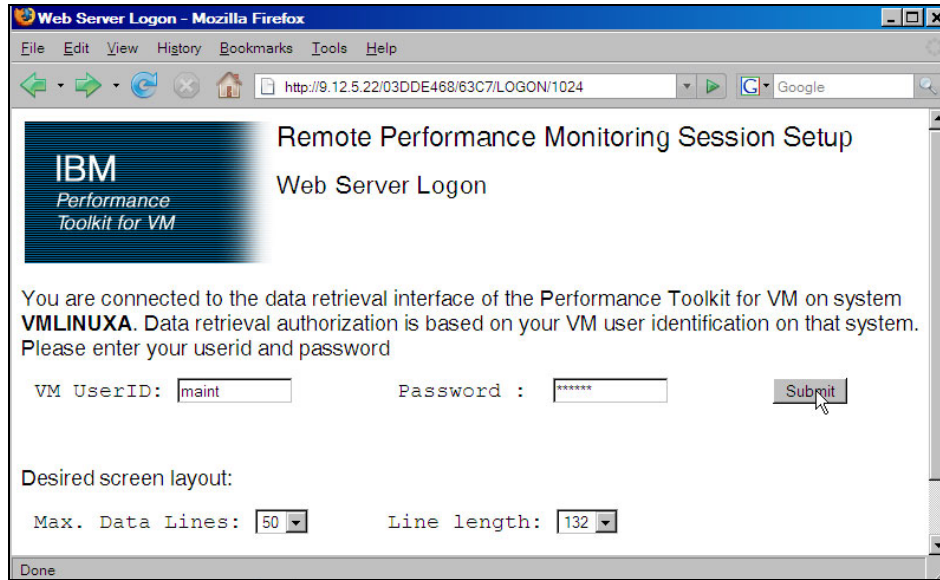 Web Server Logon - Mozilla Firefox
File Edit View History Bookmarks Tools Help
http://9.12.5.22/03DDE468/63C7/LOGON/1024
G Google
IBM
Performance
Toolkit for VM
Remote Performance Monitoring Session Setup
Web Server Logon
You are connected to the data retrieval interface of the Performance Toolkit for VM on system
VMLINUXA. Data retrieval authorization is based on your VM user identification on that system.
Please enter your userid and password
VM UserID: maint Password : ****** Submit
Desired screen layout:
Max. Data Lines: 50 Line length: 132
Done